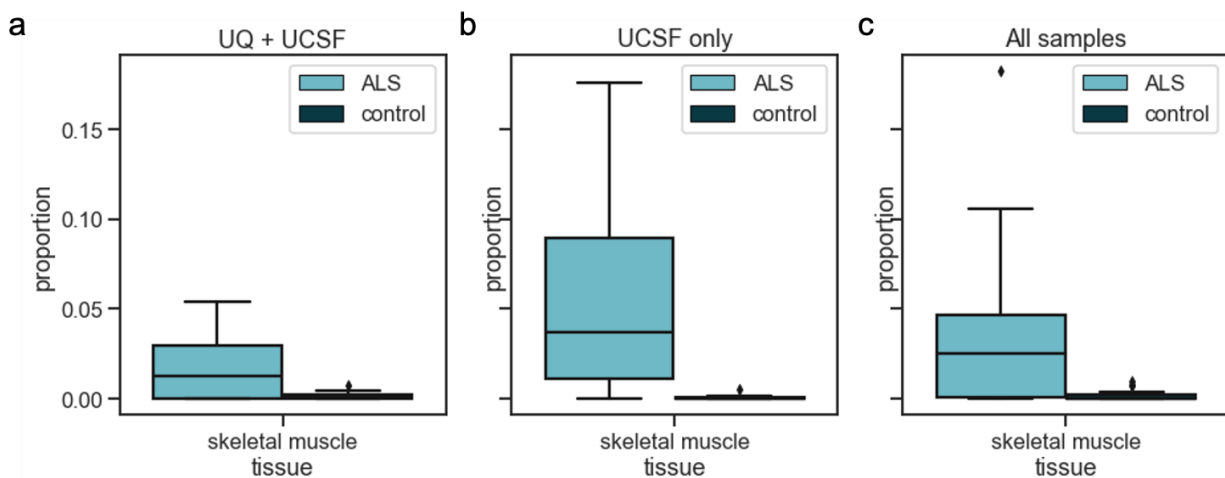 a
UQ + UCSF
ALS
control
0.15
0.10
0.05
0.00
proportion
skeletal muscle
tissue
b
UCSF only
ALS
control
proportion
skeletal muscle
tissue
c
All samples
ALS
control
proportion
skeletal muscle
tissue